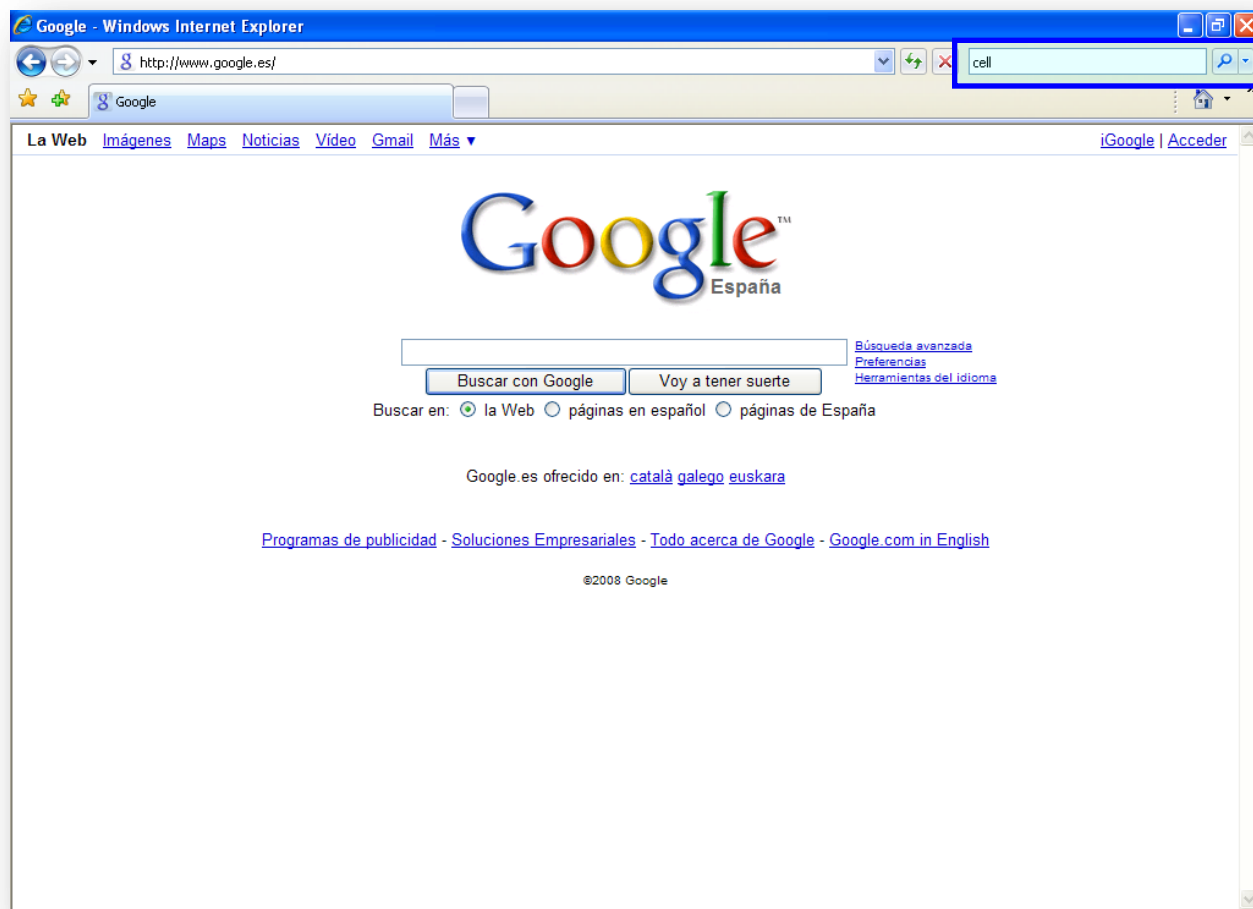 Google - Windows Internet Explorer
http://www.google.es/
cell
Google
La Web Imágenes Maps Noticias Vídeo Gmail Más ▼ iGoogle | Acceder
Google™
España
Búsqueda avanzada
Preferencias
Herramientas del idioma
Buscar con Google Voy a tener suerte
Buscar en: la Web páginas en español páginas de España
Google.es ofrecido en: català galego euskara
Programas de publicidad - Soluciones Empresariales - Todo acerca de Google - Google.com in English
©2008 Google